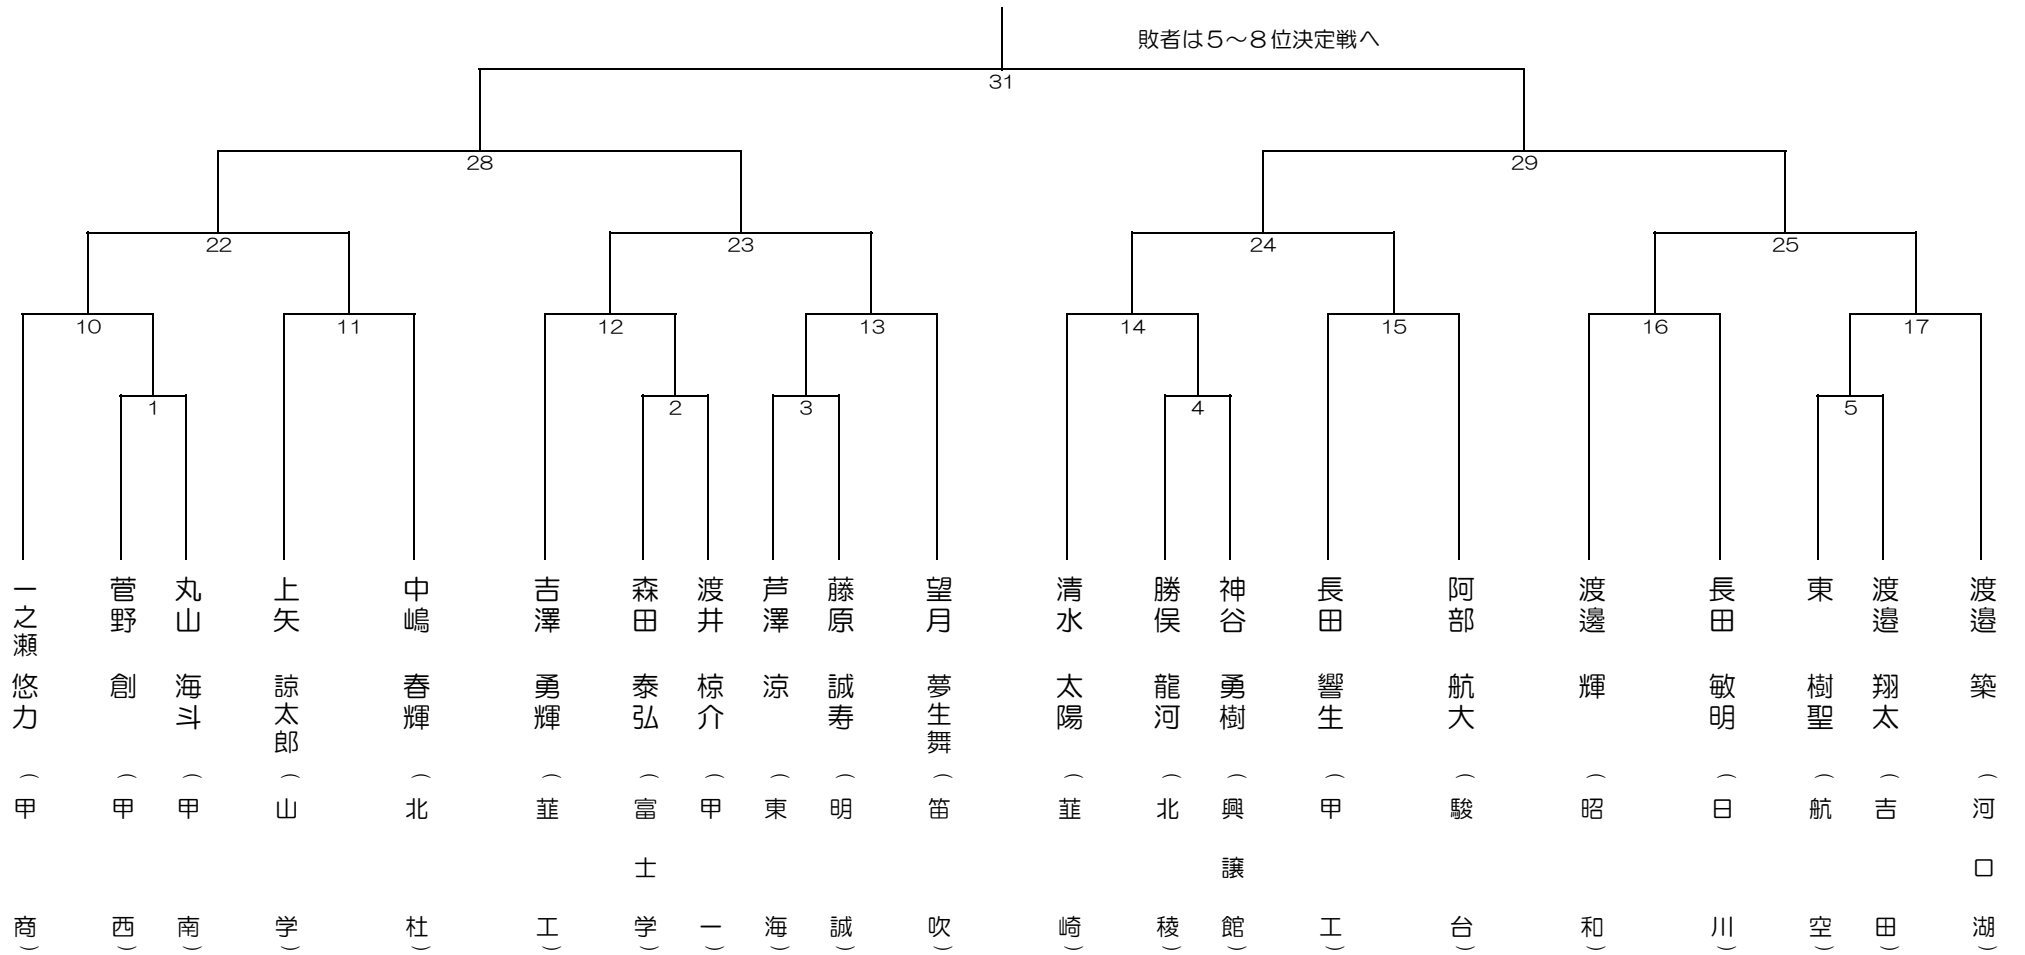 敗者は５～８位決定戦へ
31
28
29
22
23
24
25
10
11
12
13
14
15
16
17
1
2
3
4
5
一之瀬 悠力 （甲商）
菅野 創 （甲西）
丸山 海斗 （甲南）
上矢 諒太郎 （山学）
中嶋 春輝 （北杜）
吉澤 勇輝 （韮工）
森田 泰弘 （富士学）
渡井 椋介 （甲一）
芦澤 涼 （東海）
藤原 誠寿 （明誠）
望月 夢生舞 （笛吹）
清水 太陽 （韮崎）
勝俣 龍河 （北稜）
神谷 勇樹 （興譲館）
長田 響生 （甲工）
阿部 航大 （駿台）
渡邊 輝 （昭和）
長田 敏明 （日川）
東 樹聖 （航空）
渡邉 翔太 （吉田）
渡邉 築 （河口湖）